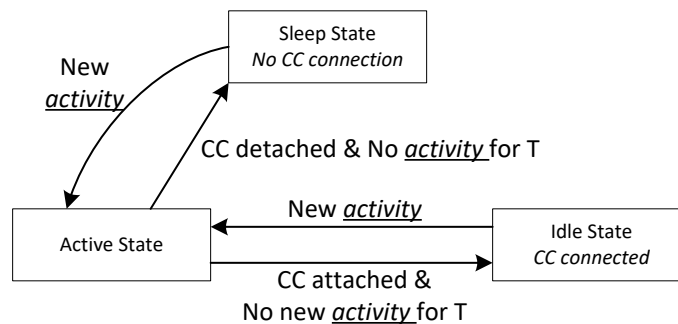 Sleep State
No CC connection
New
activity
CC detached & No activity for T
New activity
Active State
Idle State
CC connected
CC attached &
No new activity for T